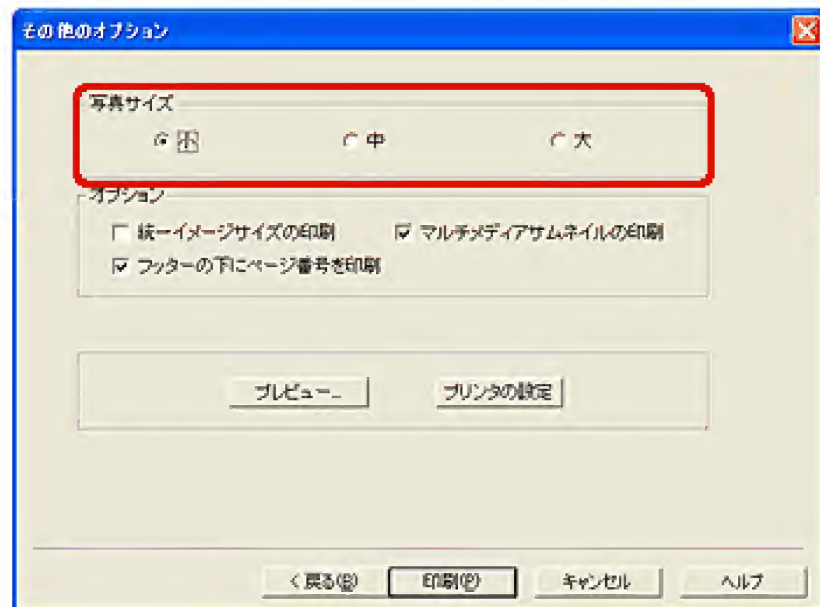 その他のオプション
写真サイズ
小 中 大
オプション
統一イメージサイズの印刷 マルチメディアサムネイルの印刷
フッターの下にページ番号を印刷
プレビュー... プリンタの設定
< 戻る(B) 印刷(P) キャンセル ヘルプ